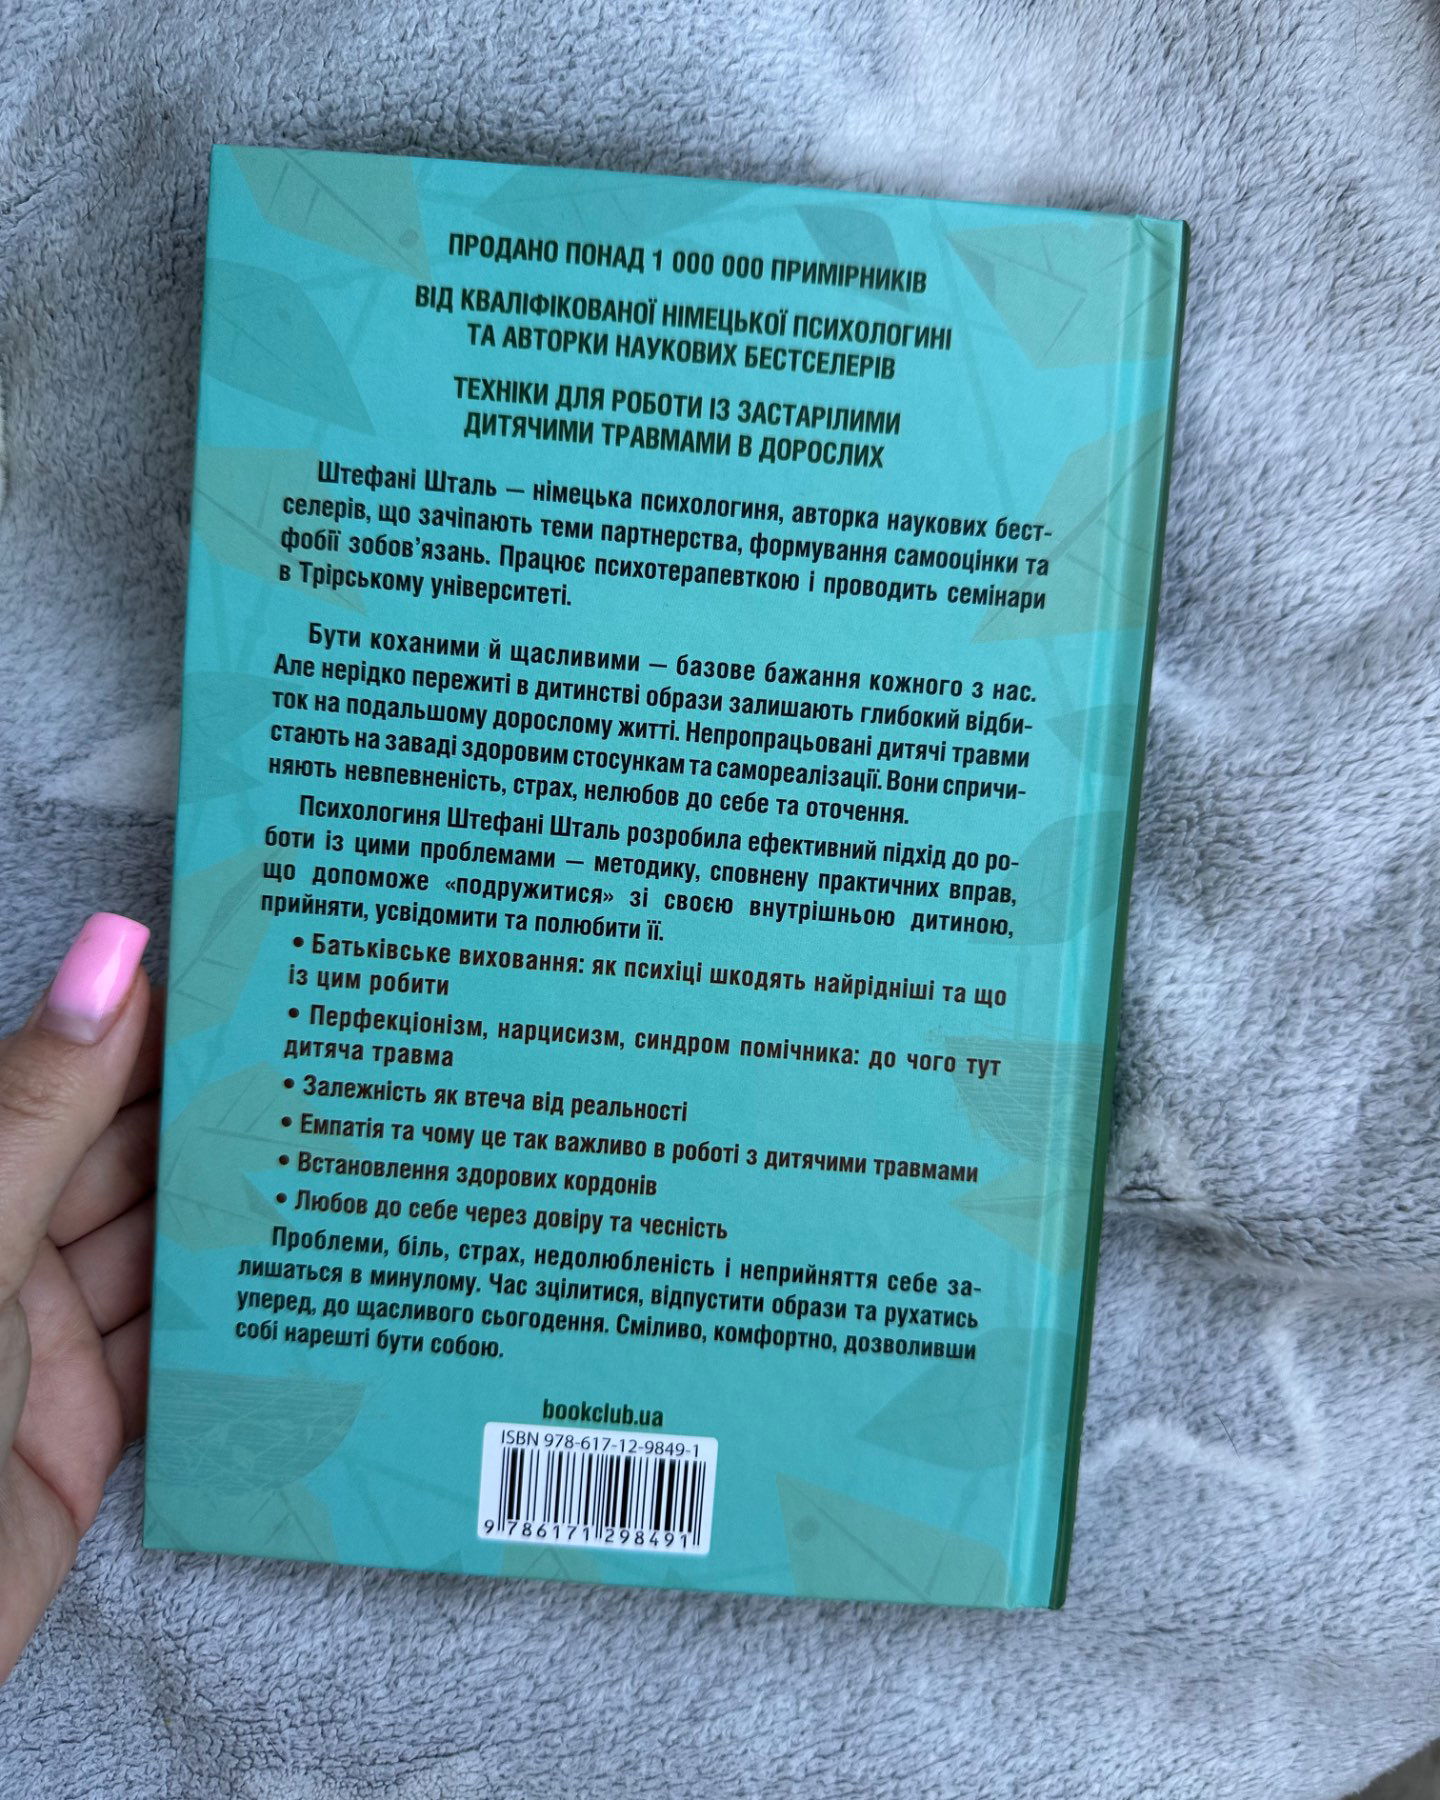 ПРОДАНО ПОНАД 1 000 000 ПРИМІРНИКІВ
ВІД КВАЛІФІКОВАНОЇ НІМЕЦЬКОЇ ПСИХОЛОГИНІ
ТА АВТОРКИ НАУКОВИХ БЕСТСЕЛЕРІВ
ТЕХНІКИ ДЛЯ РОБОТИ ІЗ ЗАСТАРІЛИМИ
ДИТЯЧИМИ ТРАВМАМИ В ДОРОСЛИХ
Штефані Шталь — німецька психологиня, авторка наукових бест-
селерів, що зачіпають теми партнерства, формування самооцінки та
фобії зобов’язань. Працює психотерапевткою і проводить семінари
в Трірському університеті.
Бути коханими й щасливими — базове бажання кожного з нас.
Але нерідко пережиті в дитинстві образи залишають глибокий відби-
ток на подальшому дорослому житті. Непропрацьовані дитячі травми
стають на заваді здоровим стосункам та самореалізації. Вони спричи-
няють невпевненість, страх, нелюбов до себе та оточення.
Психологиня Штефані Шталь розробила ефективний підхід до ро-
боти із цими проблемами — методику, сповнену практичних вправ,
що допоможе «подружитися» зі своєю внутрішньою дитиною,
прийняти, усвідомити та полюбити її.
• Батьківське виховання: як психіці шкодять найрідніші та що
із цим робити
• Перфекціонізм, нарцисизм, синдром помічника: до чого тут
дитяча травма
• Залежність як втеча від реальності
• Емпатія та чому це так важливо в роботі з дитячими травмами
• Встановлення здорових кордонів
• Любов до себе через довіру та чесність
Проблеми, біль, страх, недолюбленість і неприйняття себе за-
лишаться в минулому. Час зцілитися, відпустити образи та рухатись
уперед, до щасливого сьогодення. Сміливо, комфортно, дозволивши
собі нарешті бути собою.
bookclub.ua
ISBN 978-617-12-9849-1
9 786171 298491